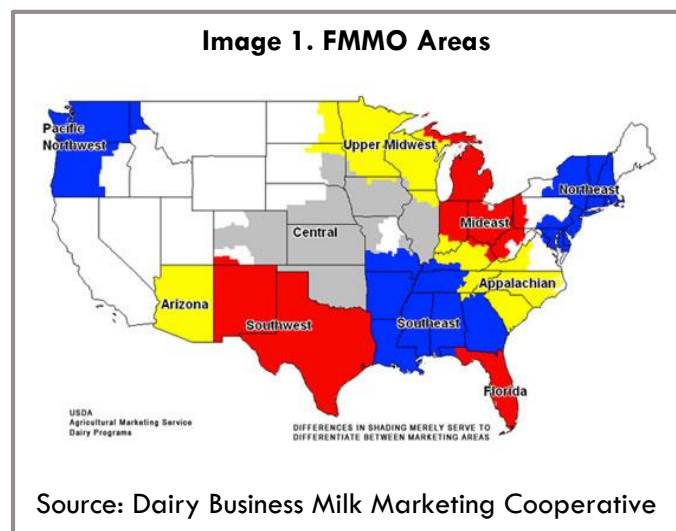 Image 1. FMMO Areas
Pacific
Northwest
Upper Midwest
Northeast
Mideast
Central
Appalachian
Arizona
Southwest
Southeast
Florida
USDA
Agricultural Marketing Service
Dairy Programs
DIFFERENCES IN SHADING MERELY SERVE TO
DIFFERENTIATE BETWEEN MARKETING AREAS
Source: Dairy Business Milk Marketing Cooperative